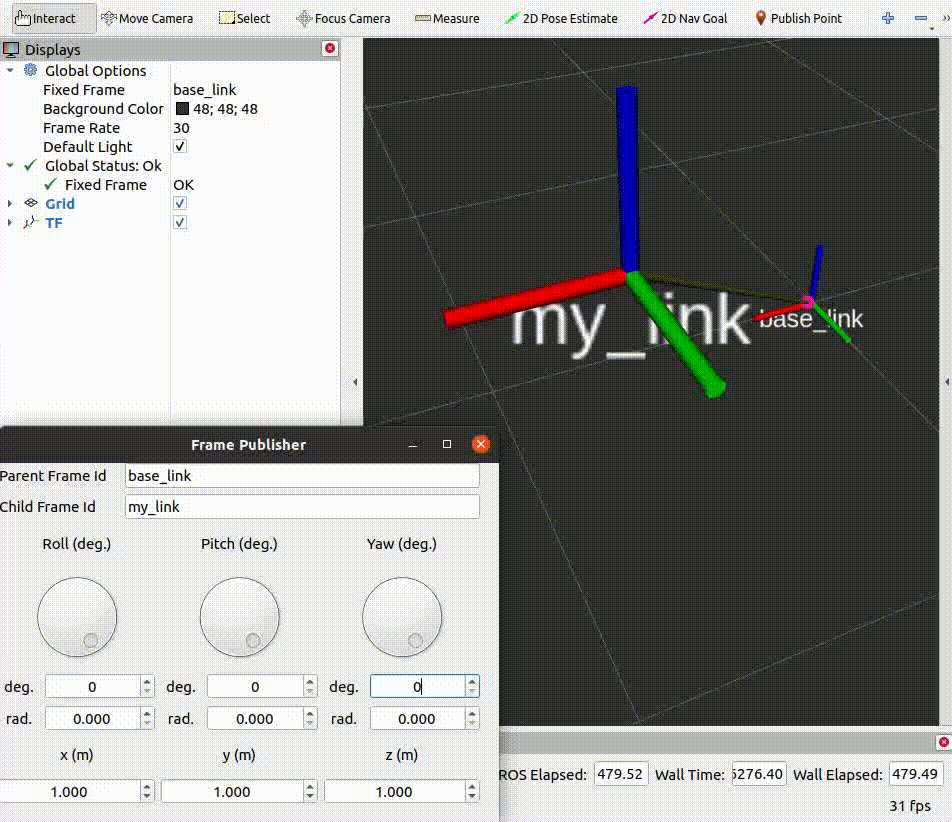 Interact Move Camera Select Focus Camera Measure 2D Pose Estimate 2D Nav Goal Publish Point
Displays
Global Options
Fixed Frame base_link
Background Color 48; 48; 48
Frame Rate 30
Default Light
Global Status: Ok
Fixed Frame OK
Grid
TF
my_link
base_link
Frame Publisher
Parent Frame Id base_link
Child Frame Id my_link
Roll (deg.) Pitch (deg.) Yaw (deg.)
deg. 0 deg. 0 deg. 0
rad. 0.000 rad. 0.000 rad. 0.000
x (m) y (m) z (m)
1.000 1.000 1.000
ROS Elapsed: 479.52 Wall Time: 6276.40 Wall Elapsed: 479.49
31 fps